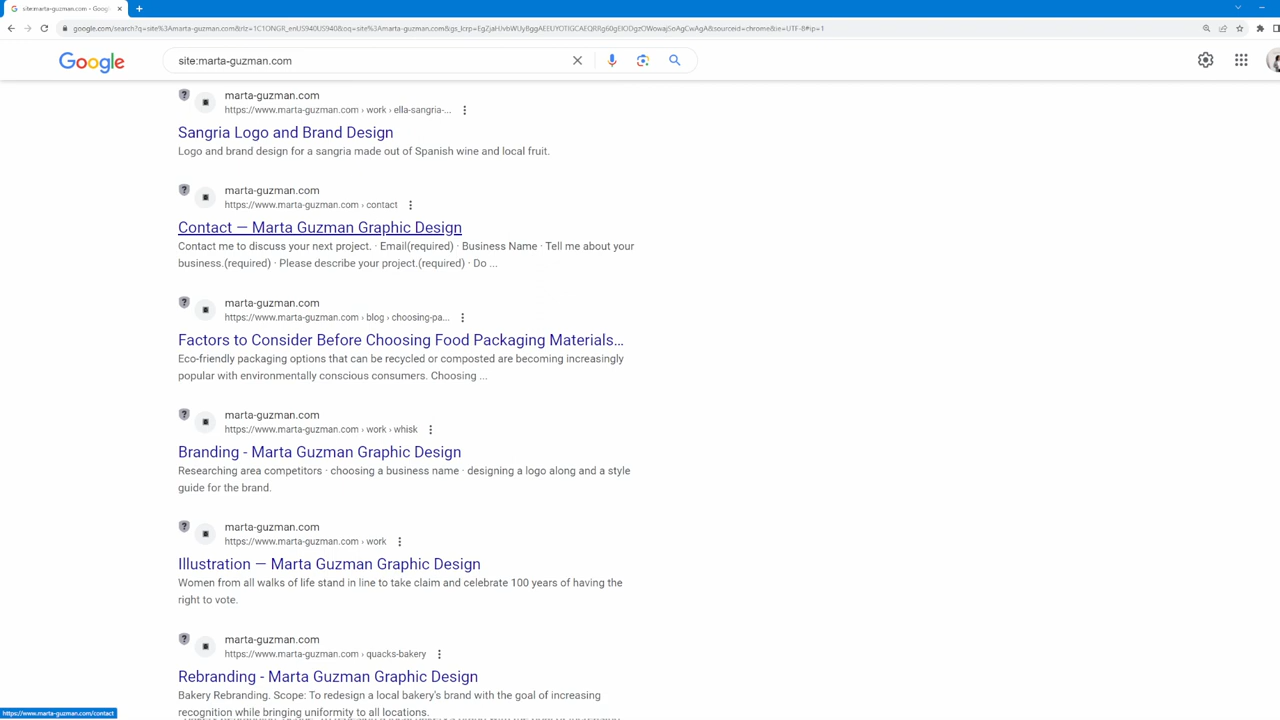 site:marta-guzman.com - Google
Google
site:marta-guzman.com
marta-guzman.com
https://www.marta-guzman.com › work › ella-sangria-...
Sangria Logo and Brand Design
Logo and brand design for a sangria made out of Spanish wine and local fruit.
marta-guzman.com
https://www.marta-guzman.com › contact
Contact — Marta Guzman Graphic Design
Contact me to discuss your next project. · Email(required) · Business Name · Tell me about your
business.(required) · Please describe your project.(required) · Do ...
marta-guzman.com
https://www.marta-guzman.com › blog › choosing-pa...
Factors to Consider Before Choosing Food Packaging Materials...
Eco-friendly packaging options that can be recycled or composted are becoming increasingly
popular with environmentally conscious consumers. Choosing ...
marta-guzman.com
https://www.marta-guzman.com › work › whisk
Branding - Marta Guzman Graphic Design
Researching area competitors · choosing a business name · designing a logo along and a style
guide for the brand.
marta-guzman.com
https://www.marta-guzman.com › work
Illustration — Marta Guzman Graphic Design
Women from all walks of life stand in line to take claim and celebrate 100 years of having the
right to vote.
marta-guzman.com
https://www.marta-guzman.com › quacks-bakery
Rebranding - Marta Guzman Graphic Design
Bakery Rebranding. Scope: To redesign a local bakery's brand with the goal of increasing
recognition while bringing uniformity to all locations.
https://www.marta-guzman.com/contact